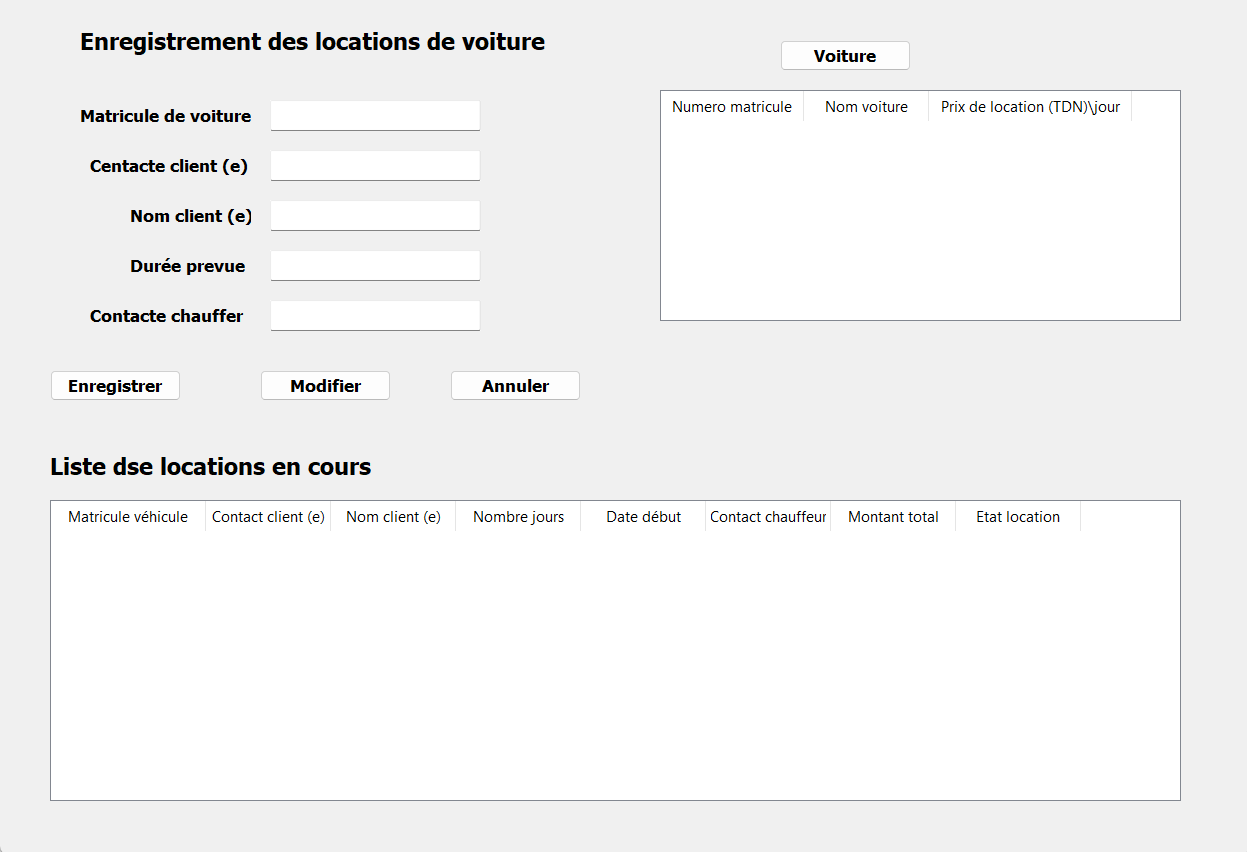 Enregistrement des locations de voiture
Voiture
Matricule de voiture
Centacte client (e)
Nom client (e)
Durée prevue
Contacte chauffer
Numero matricule Nom voiture Prix de location (TDN)\jour
Enregistrer Modifier Annuler
Liste dse locations en cours
Matricule véhicule Contact client (e) Nom client (e) Nombre jours Date début Contact chauffeur Montant total Etat location